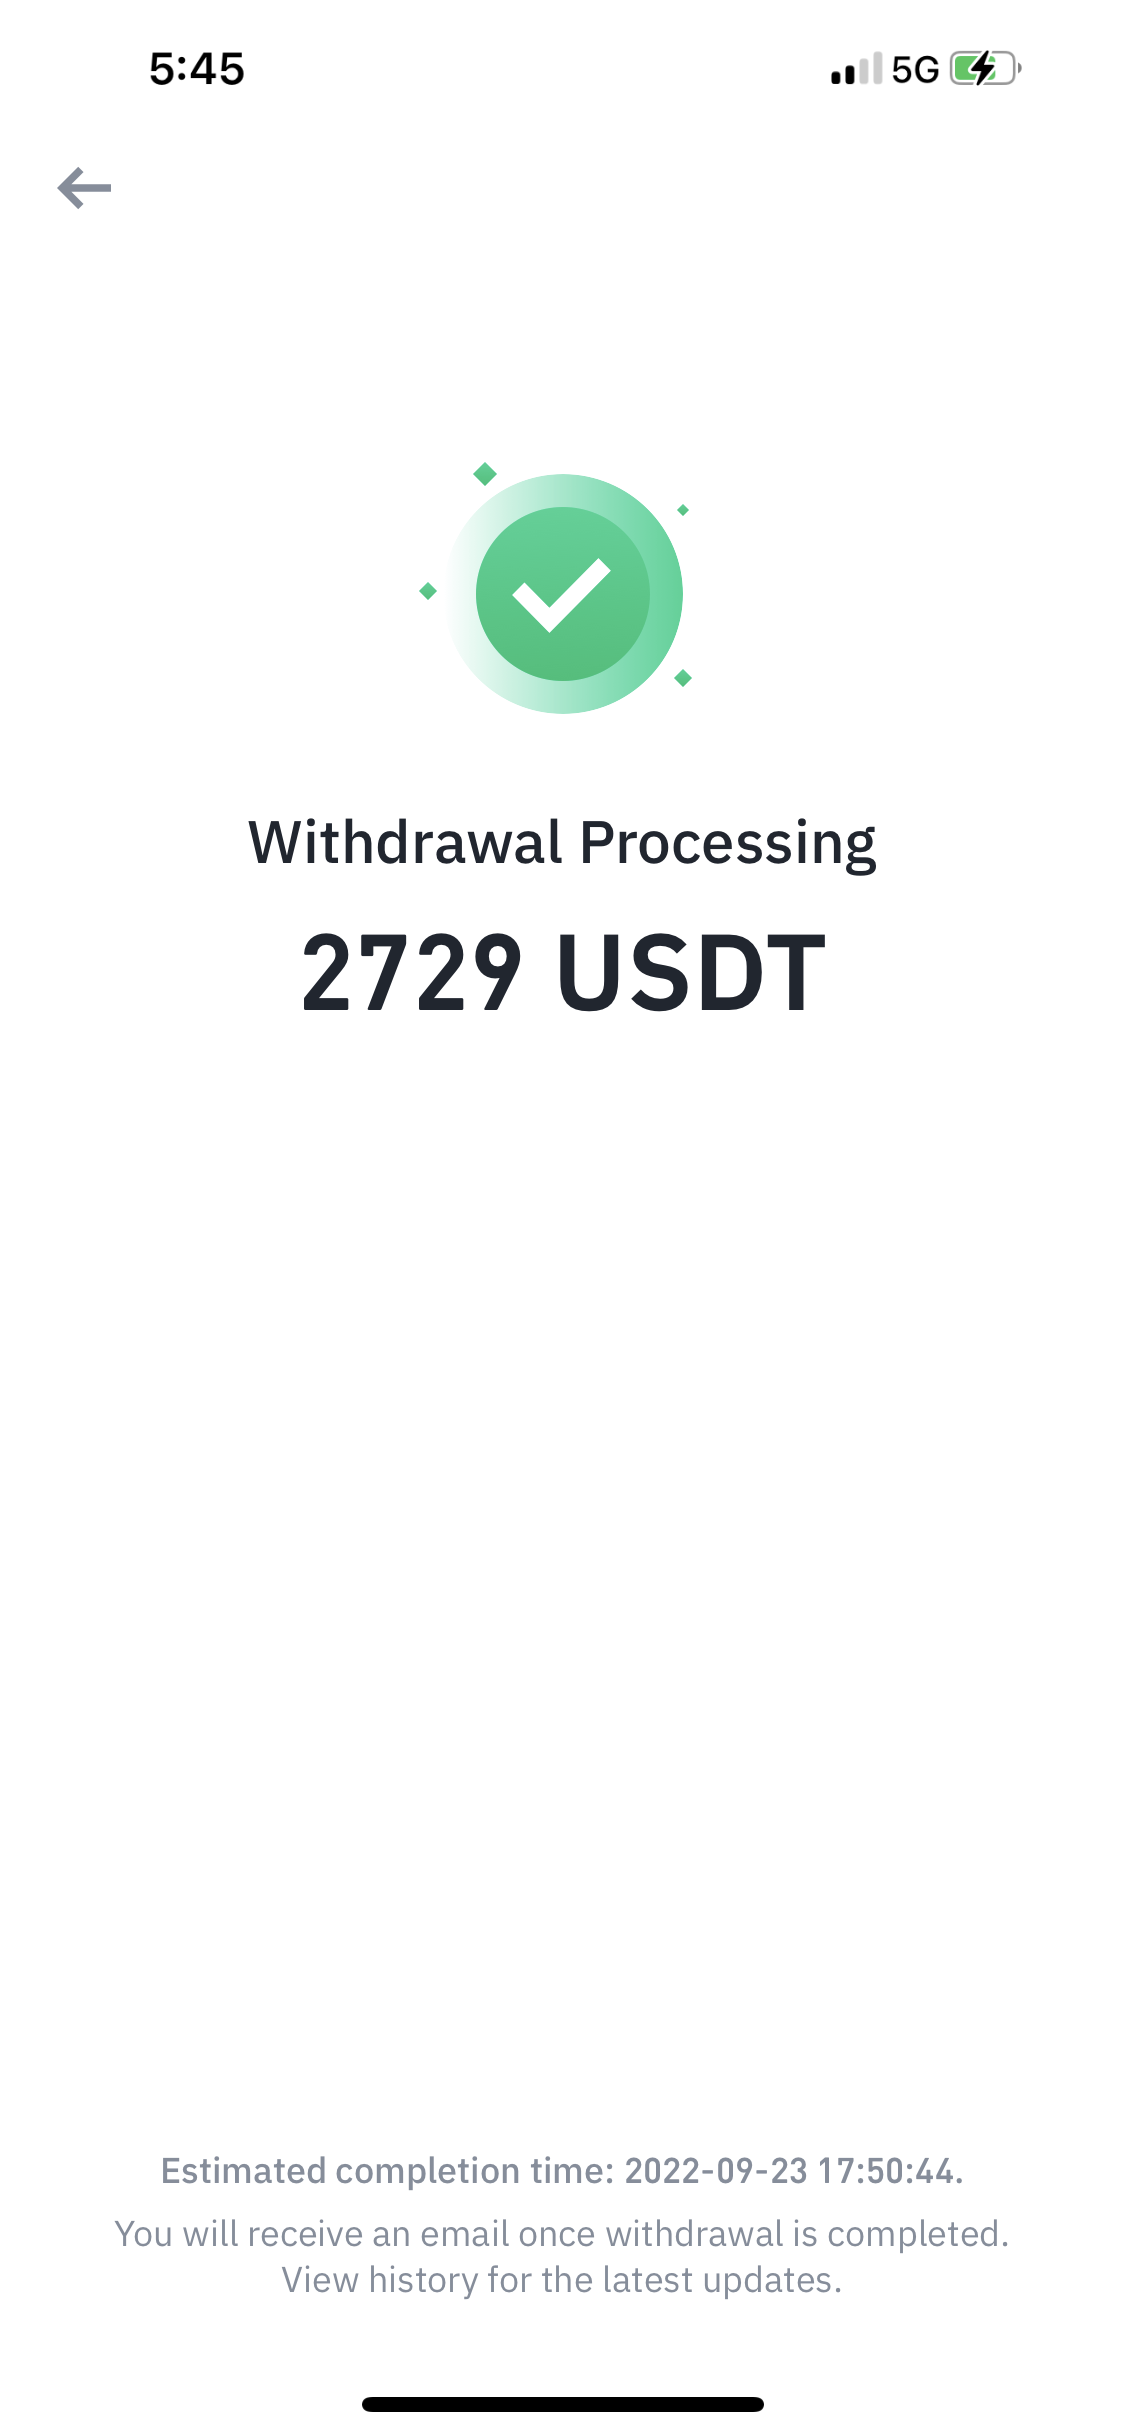 5:45
5G
Withdrawal Processing
2729 USDT
Estimated completion time: 2022-09-23 17:50:44.
You will receive an email once withdrawal is completed.
View history for the latest updates.